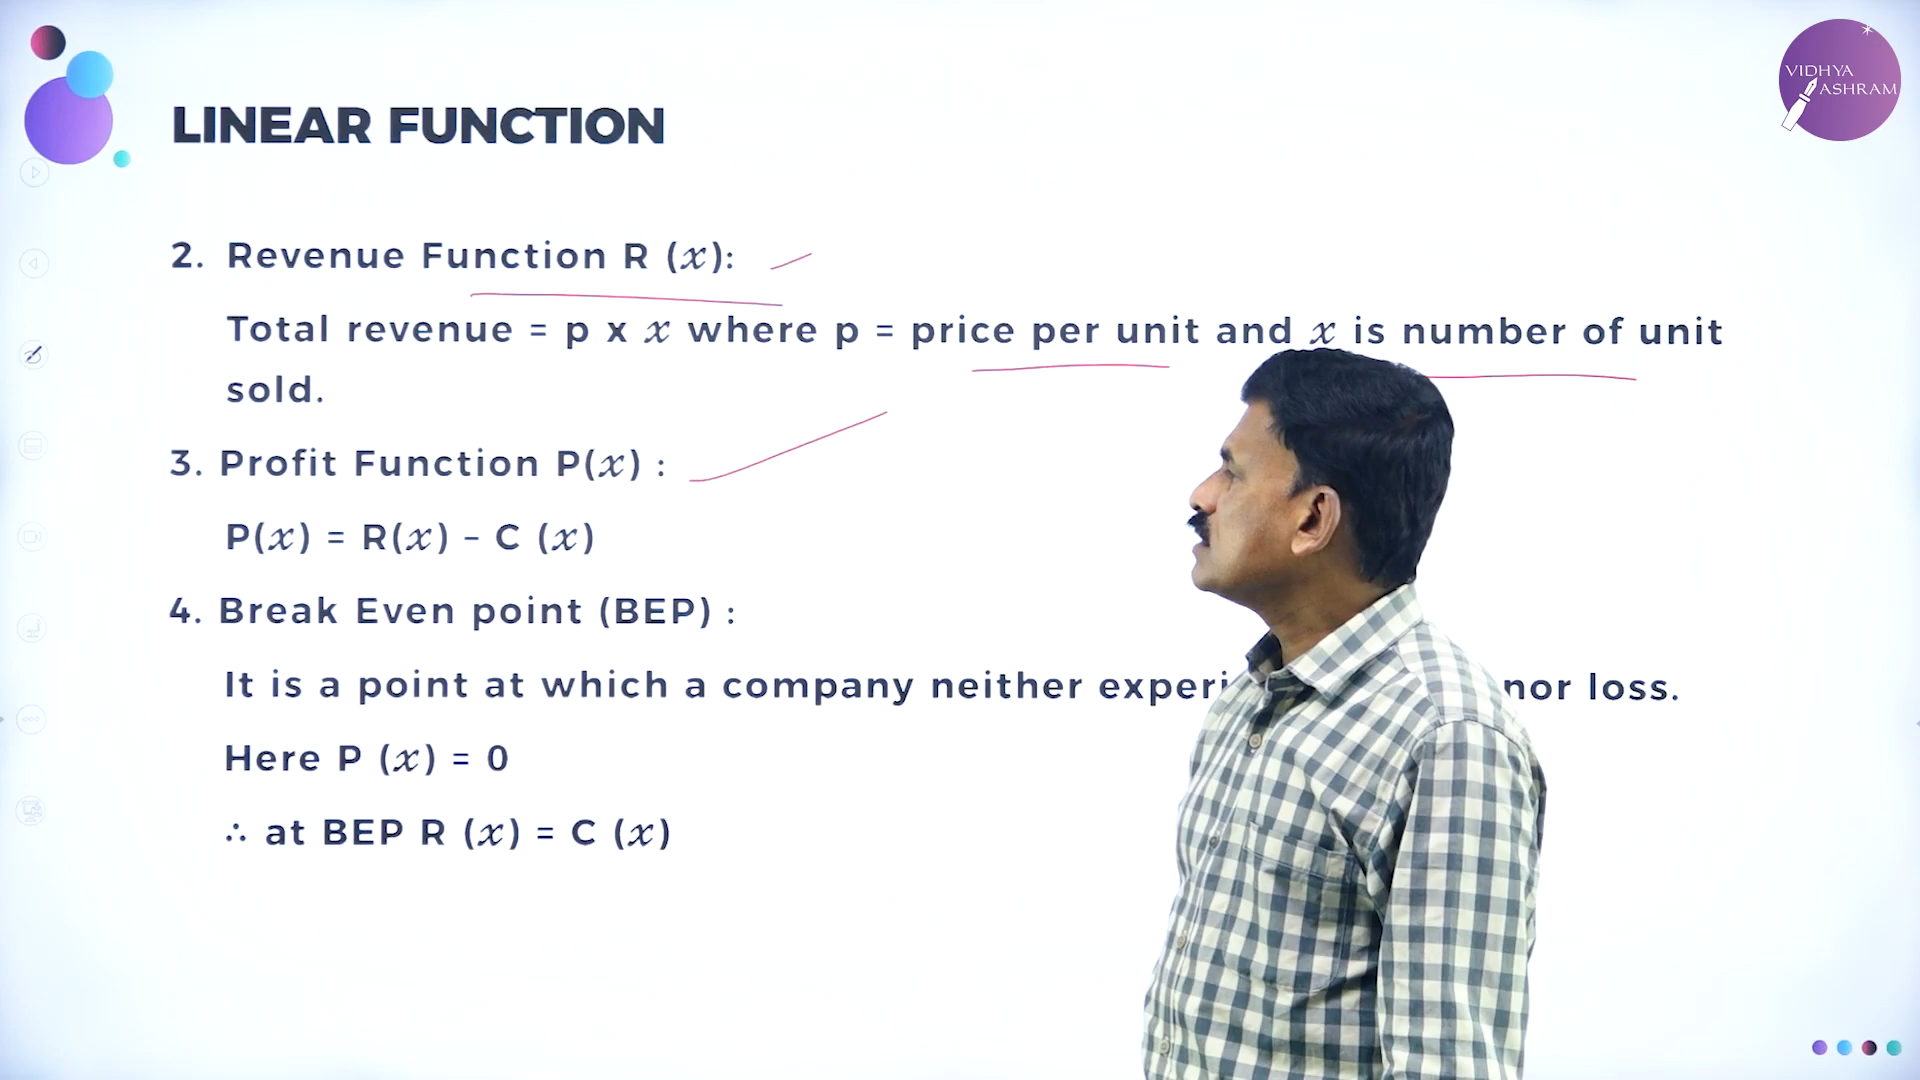 VIDHYA
ASHRAM
LINEAR FUNCTION
2. Revenue Function R (x):
Total revenue = p x x where p = price per unit and x is number of unit
sold.
3. Profit Function P(x) :
P(x) = R(x) – C (x)
4. Break Even point (BEP) :
It is a point at which a company neither nor loss.
Here P (x) = 0
∴ at BEP R (x) = C (x)